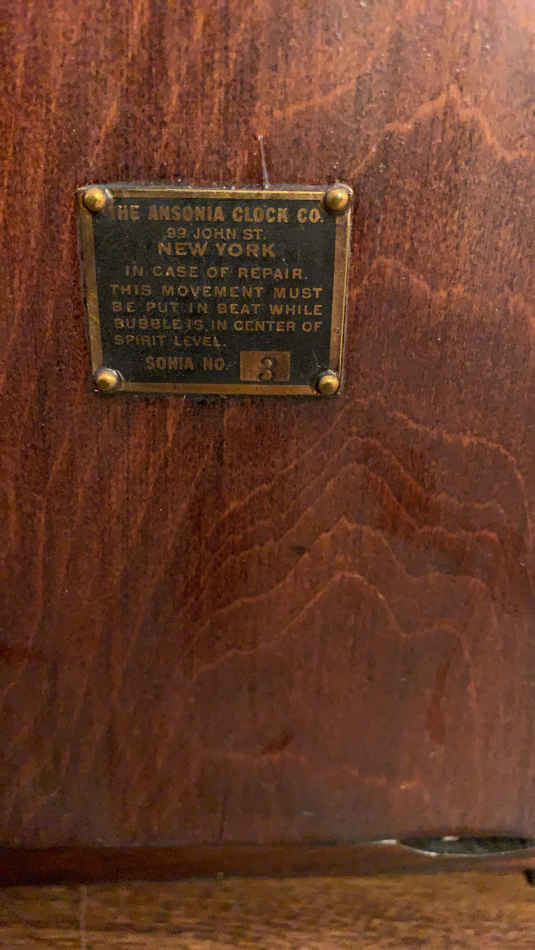 THE ANSONIA CLOCK CO.
99 JOHN ST.
NEW YORK
IN CASE OF REPAIR.
THIS MOVEMENT MUST
BE PUT IN BEAT WHILE
BUBBLE IS IN CENTER OF
SPIRIT LEVEL.
SONIA NO. 3